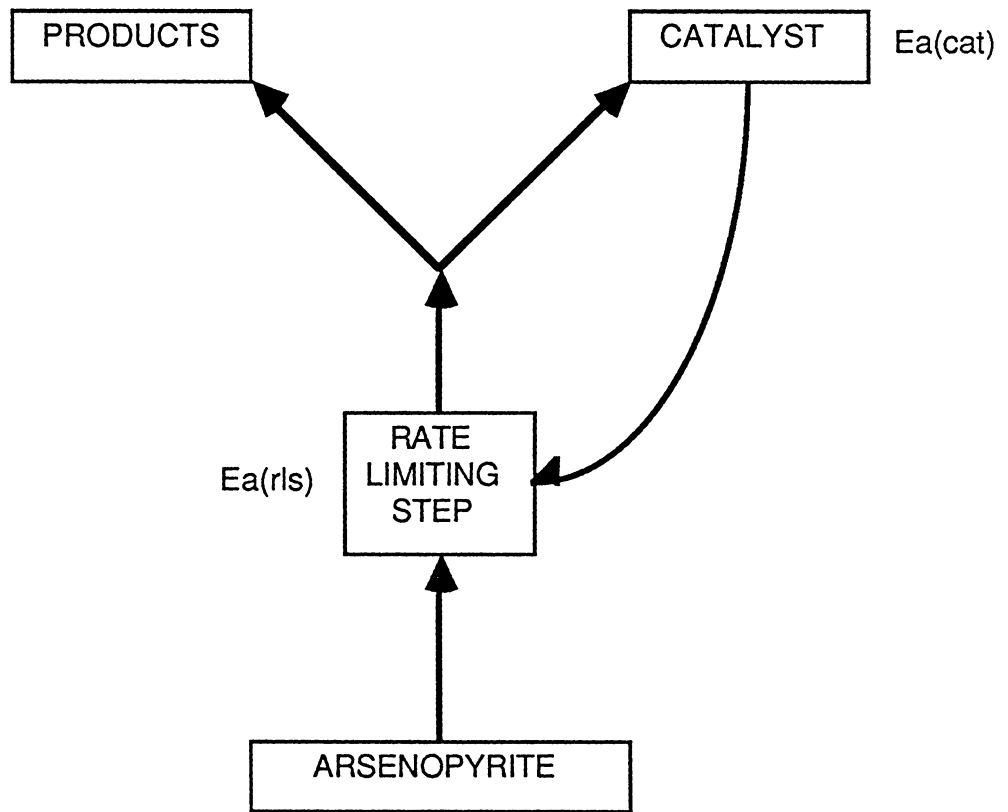 PRODUCTS
CATALYST
Ea(cat)
RATE
LIMITING
STEP
Ea(rls)
ARSENOPYRITE